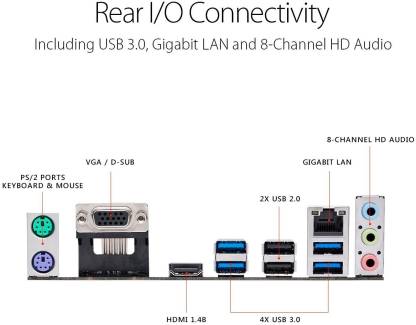 Rear I/O Connectivity
Including USB 3.0, Gigabit LAN and 8-Channel HD Audio
8-CHANNEL HD AUDIO
VGA / D-SUB
GIGABIT LAN
PS/2 PORTS
KEYBOARD & MOUSE
2X USB 2.0
HDMI 1.4B
4X USB 3.0